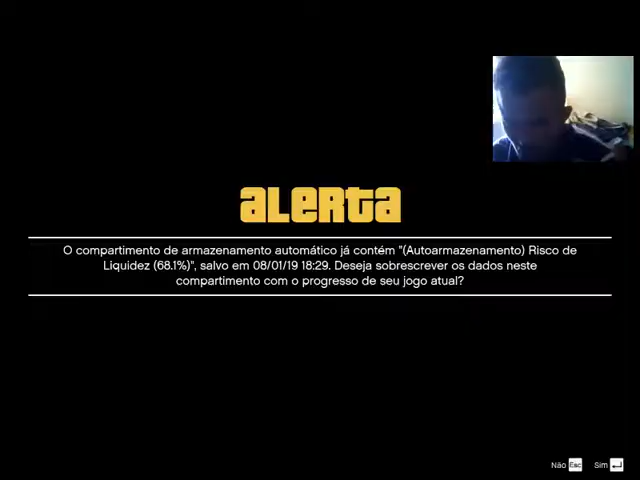 alerta
O compartimento de armazenamento automático já contém "(Autoarmazenamento) Risco de
Liquidez (68.1%)", salvo em 08/01/19 18:29. Deseja sobrescrever os dados neste
compartimento com o progresso de seu jogo atual?
Não Esc Sim